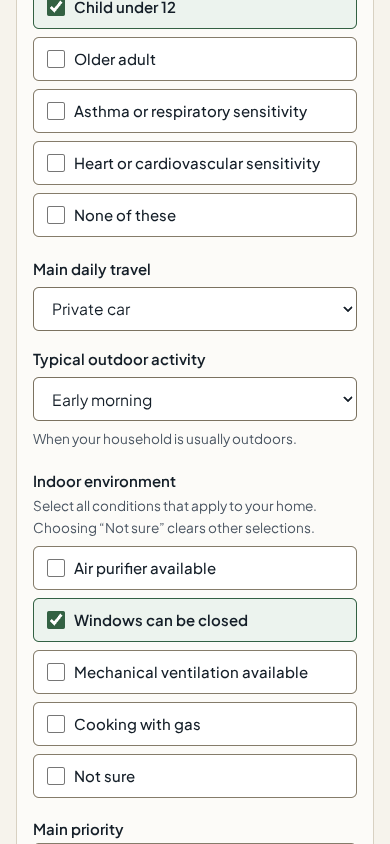 Child under 12
Older adult
Asthma or respiratory sensitivity
Heart or cardiovascular sensitivity
None of these
Main daily travel
Private car
Typical outdoor activity
Early morning
When your household is usually outdoors.
Indoor environment
Select all conditions that apply to your home.
Choosing “Not sure” clears other selections.
Air purifier available
Windows can be closed
Mechanical ventilation available
Cooking with gas
Not sure
Main priority